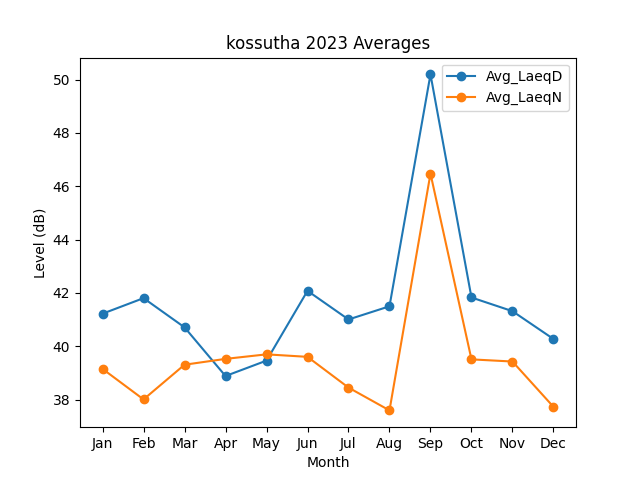 kossutha 2023 Averages
Avg_LaeqD
Avg_LaeqN
50
48
46
44
42
40
38
Level (dB)
Jan Feb Mar Apr May Jun Jul Aug Sep Oct Nov Dec
Month